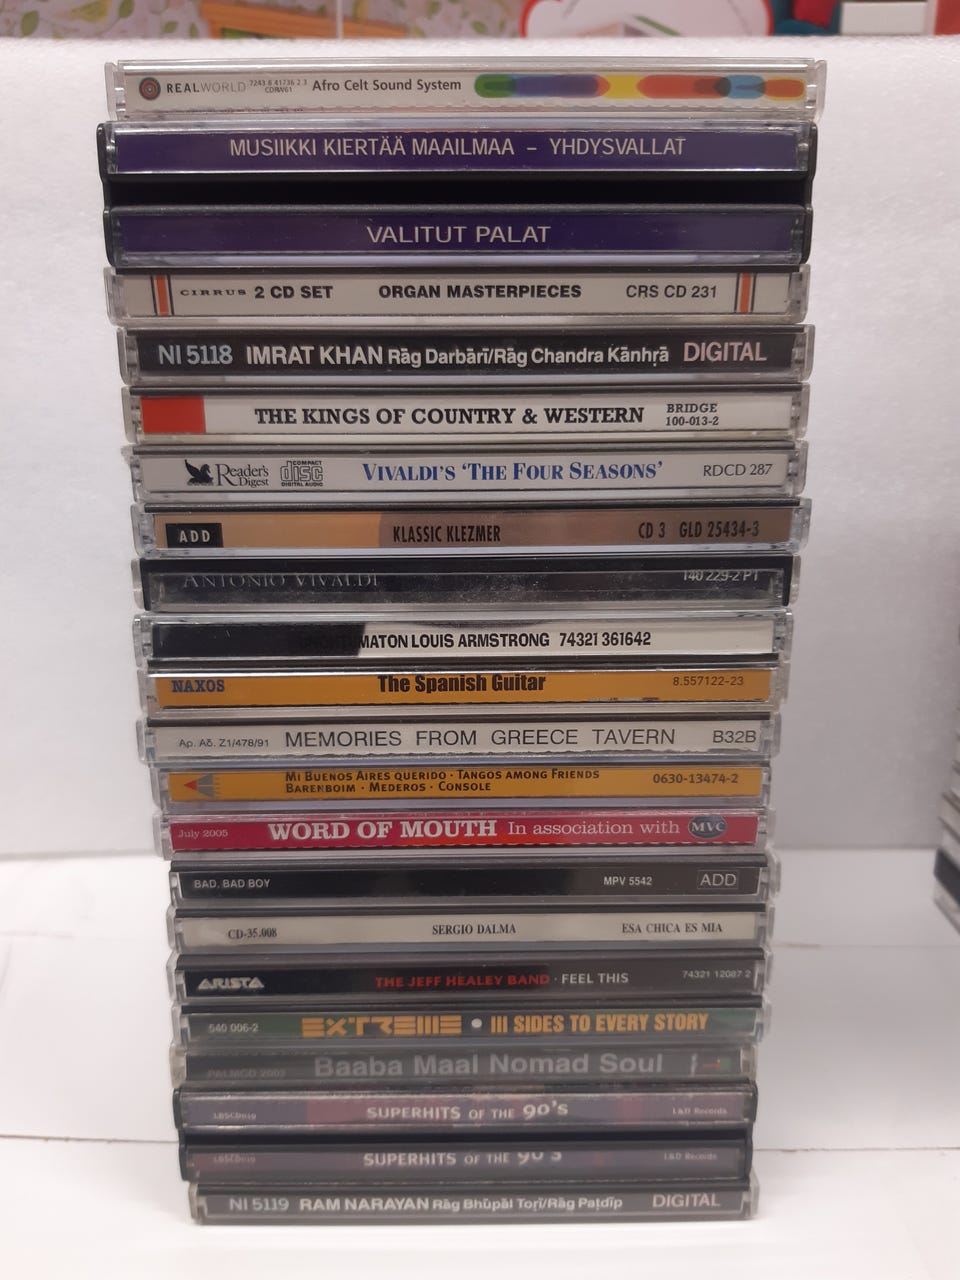 REALWORLD 7243 8 41736 2 3 Afro Celt Sound System
CDRW61
MUSIIKKI KIERTÄÄ MAAILMAA – YHDYSVALLAT
VALITUT PALAT
CIRRUS 2 CD SET ORGAN MASTERPIECES CRS CD 231
NI 5118 IMRAT KHAN Rāg Darbārī/Rāg Chandra Kānhṛā DIGITAL
THE KINGS OF COUNTRY & WESTERN BRIDGE
100-013-2
Reader's Digest COMPACT disc DIGITAL AUDIO VIVALDI'S 'THE FOUR SEASONS' RDCD 287
ADD KLASSIC KLEZMER CD 3 GLD 25434-3
ANTONIO VIVALDI 140 229-2 P1
LOUIS ARMSTRONG 74321 361642
NAXOS The Spanish Guitar 8.557122-23
Ap. Αδ. Z1/478/91 MEMORIES FROM GREECE TAVERN B32B
MI BUENOS AIRES QUERIDO · TANGOS AMONG FRIENDS 0630-13474-2
BARENBOIM · MEDEROS · CONSOLE
July 2005 WORD OF MOUTH In association with MVC
BAD, BAD BOY MPV 5542 ADD
CD-35.008 SERGIO DALMA ESA CHICA ES MIA
ARISTA THE JEFF HEALEY BAND · FEEL THIS 74321 12087 2
540 006-2 EXTREME • III SIDES TO EVERY STORY
PALMCD 2002 Baaba Maal Nomad Soul
SUPERHITS OF THE 90's L&D Records
SUPERHITS OF THE 90's L&D Records
NI 5119 RAM NARAYAN Rāg Bhūpāl Toṛī/Rāg Paṭdīp DIGITAL